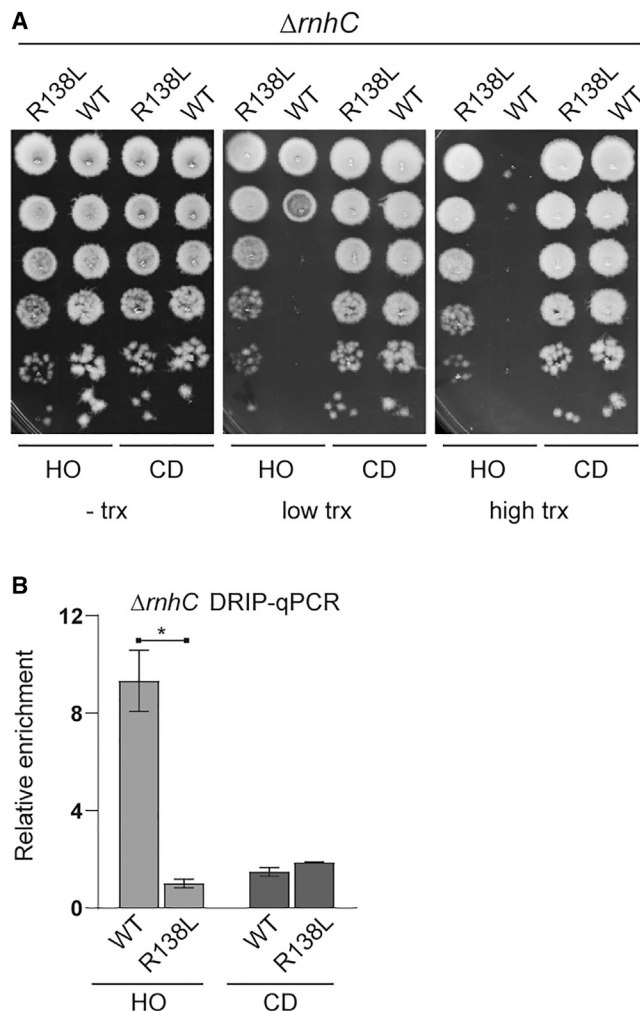 A
ΔrnhC
R138L WT R138L WT R138L WT R138L WT R138L WT R138L WT
HO CD HO CD HO CD
- trx low trx high trx
B
ΔrnhC DRIP-qPCR
*
12
8
4
0
Relative enrichment
WT R138L WT R138L
HO CD